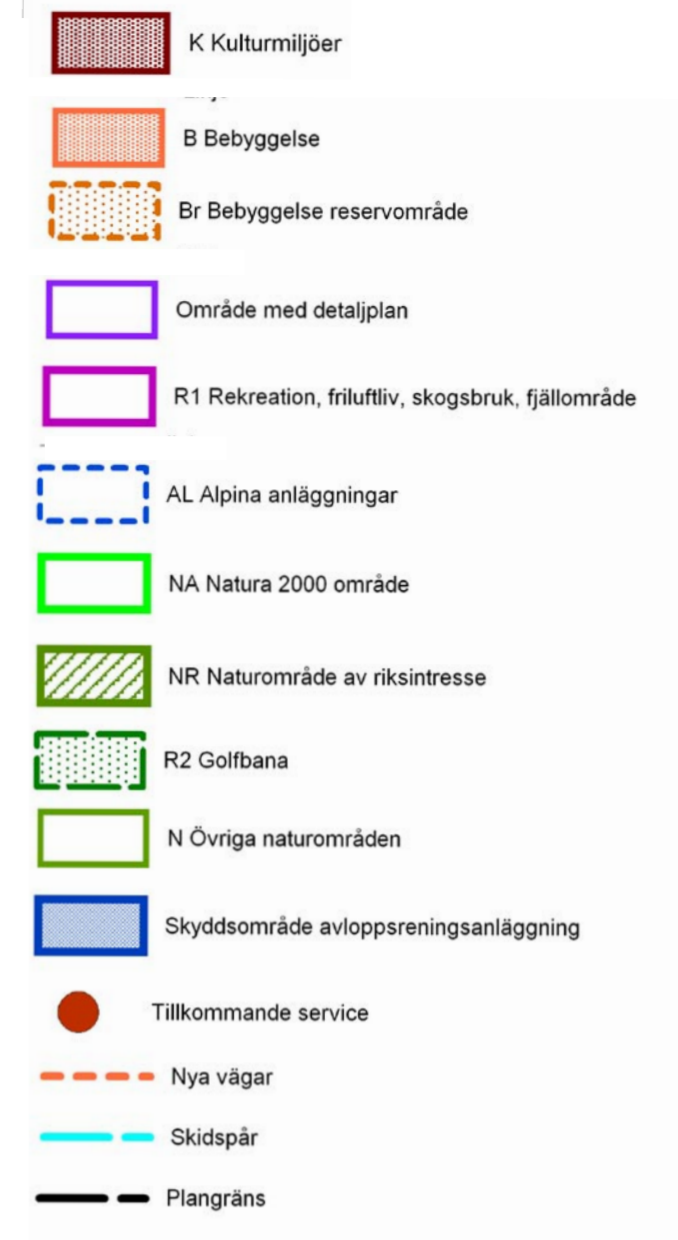 K Kulturmiljöer
B Bebyggelse
Br Bebyggelse reservområde
Område med detaljplan
R1 Rekreation, friluftliv, skogsbruk, fjällområde
AL Alpina anläggningar
NA Natura 2000 område
NR Naturområde av riksintresse
R2 Golfbana
N Övriga naturområden
Skyddsområde avloppsreningsanläggning
Tillkommande service
Nya vägar
Skidspår
Plangräns